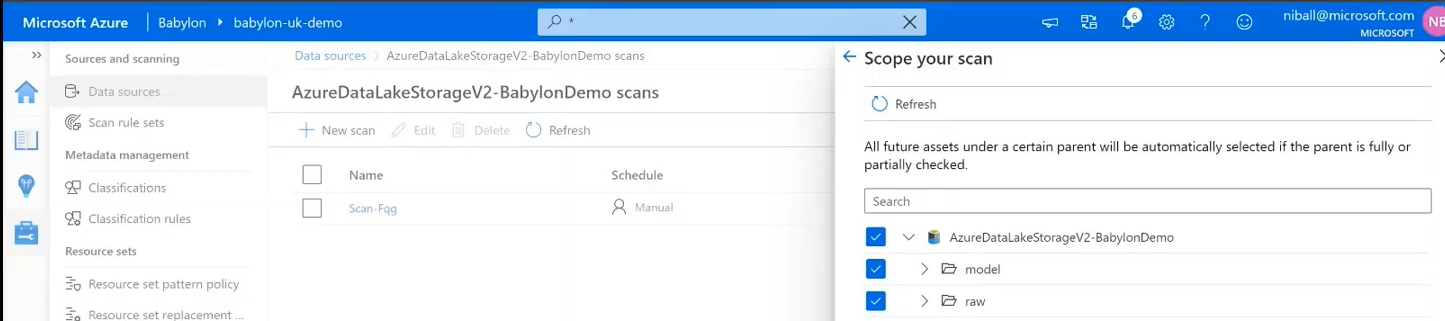 Microsoft Azure Babylon babylon-uk-demo * 6 niball@microsoft.com
MICROSOFT NB
Sources and scanning
Data sources
Scan rule sets
Metadata management
Classifications
Classification rules
Resource sets
Resource set pattern policy
Resource set replacement ...
Data sources > AzureDataLakeStorageV2-BabylonDemo scans
AzureDataLakeStorageV2-BabylonDemo scans
New scan Edit Delete Refresh
Name Schedule
Scan-Fqg Manual
Scope your scan
Refresh
All future assets under a certain parent will be automatically selected if the parent is fully or
partially checked.
Search
AzureDataLakeStorageV2-BabylonDemo
model
raw